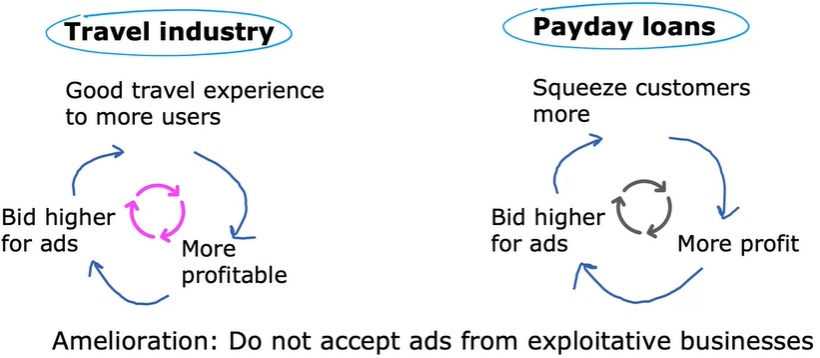 Travel industry
Good travel experience
to more users
Bid higher
for ads
More
profitable
Payday loans
Squeeze customers
more
Bid higher
for ads
More profit
Amelioration: Do not accept ads from exploitative businesses